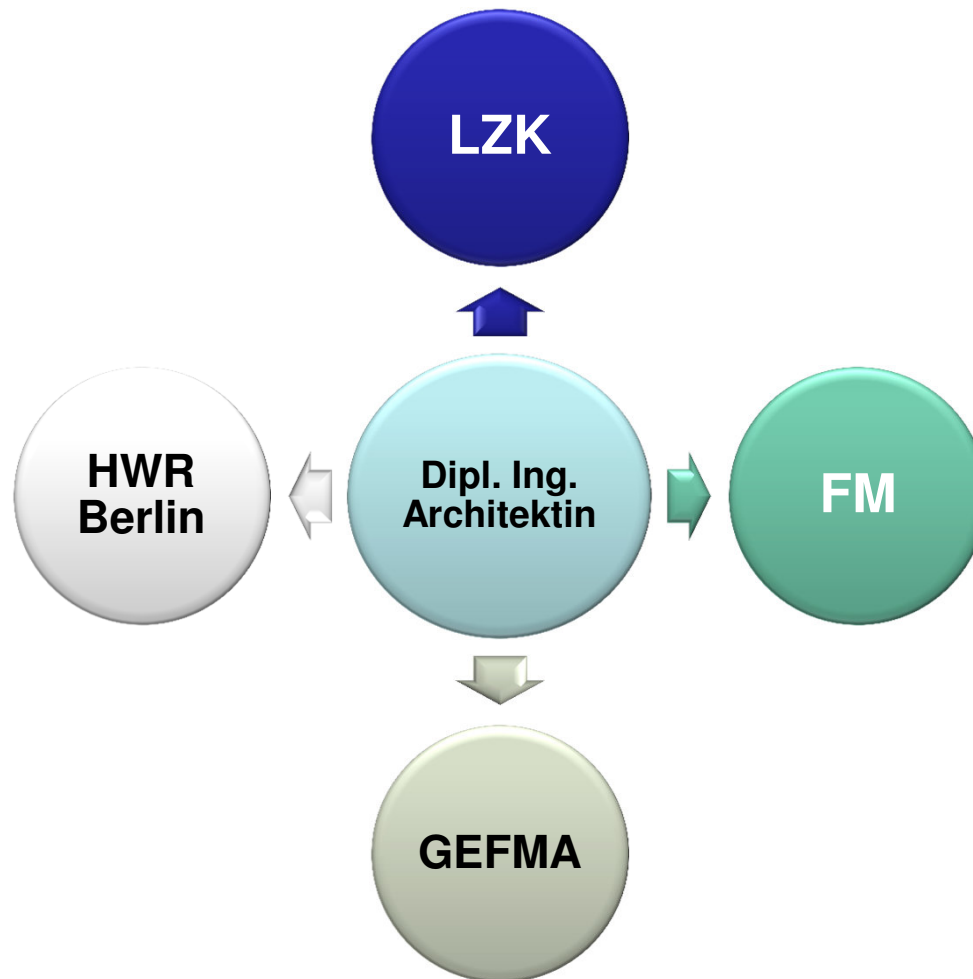 LZK
HWR
Berlin
Dipl. Ing.
Architektin
FM
GEFMA